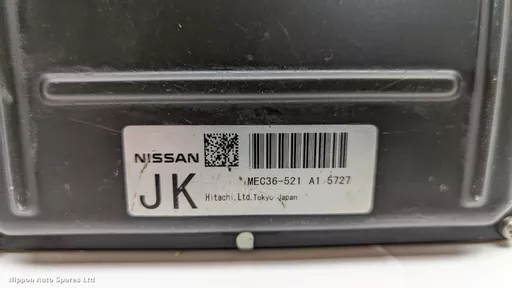 NISSAN
JK
MEC36-521 A1 5727
Hitachi,Ltd.Tokyo Japan
Nippon Auto Spares Ltd